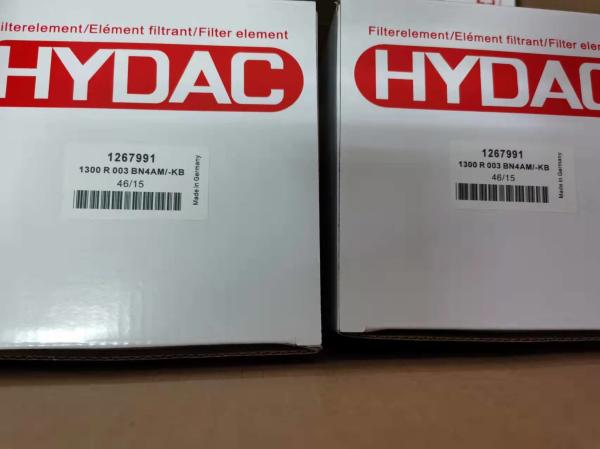 Filterelement/Elément filtrant/Filter element
HYDAC
1267991
1300 R 003 BN4AM/-KB
46/15
Made in Germany
Filterelement/Elément filtrant/Filter
HYDAC
1267991
1300 R 003 BN4AM/-KB
46/15
Made in Germany